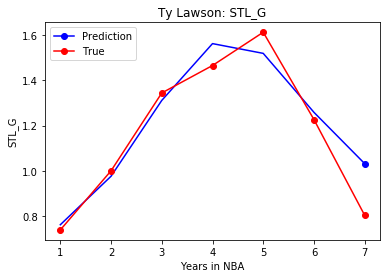 Ty Lawson: STL_G
Prediction
True
STL_G
1.6
1.4
1.2
1.0
0.8
1 2 3 4 5 6 7
Years in NBA